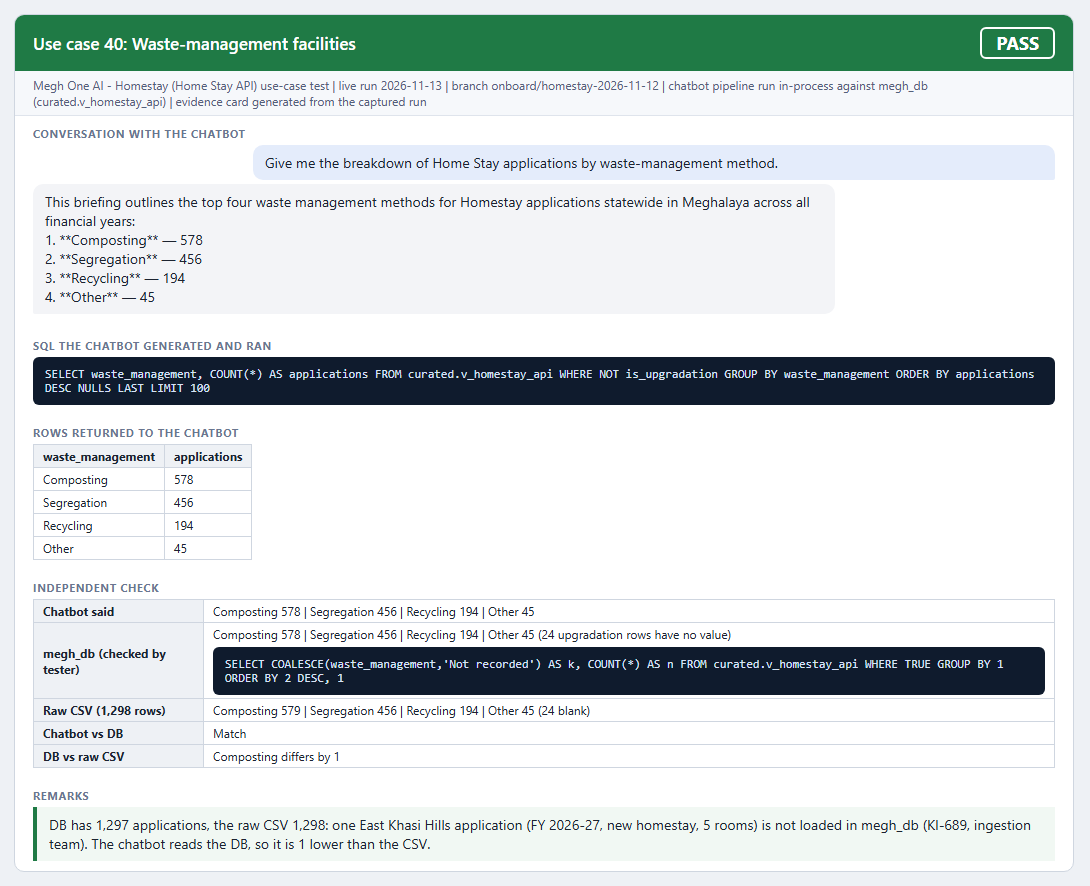 Use case 40: Waste-management facilities
PASS
Megh One AI - Homestay (Home Stay API) use-case test | live run 2026-11-13 | branch onboard/homestay-2026-11-12 | chatbot pipeline run in-process against megh_db
(curated.v_homestay_api) | evidence card generated from the captured run
CONVERSATION WITH THE CHATBOT
Give me the breakdown of Home Stay applications by waste-management method.
This briefing outlines the top four waste management methods for Homestay applications statewide in Meghalaya across all
financial years:
1. **Composting** — 578
2. **Segregation** — 456
3. **Recycling** — 194
4. **Other** — 45
SQL THE CHATBOT GENERATED AND RAN
SELECT waste_management, COUNT(*) AS applications FROM curated.v_homestay_api WHERE NOT is_upgradation GROUP BY waste_management ORDER BY applications
DESC NULLS LAST LIMIT 100
ROWS RETURNED TO THE CHATBOT
waste_management applications
Composting 578
Segregation 456
Recycling 194
Other 45
INDEPENDENT CHECK
Chatbot said Composting 578 | Segregation 456 | Recycling 194 | Other 45
megh_db (checked by
tester)
Composting 578 | Segregation 456 | Recycling 194 | Other 45 (24 upgradation rows have no value)
SELECT COALESCE(waste_management,'Not recorded') AS k, COUNT(*) AS n FROM curated.v_homestay_api WHERE TRUE GROUP BY 1
ORDER BY 2 DESC, 1
Raw CSV (1,298 rows) Composting 579 | Segregation 456 | Recycling 194 | Other 45 (24 blank)
Chatbot vs DB Match
DB vs raw CSV Composting differs by 1
REMARKS
DB has 1,297 applications, the raw CSV 1,298: one East Khasi Hills application (FY 2026-27, new homestay, 5 rooms) is not loaded in megh_db (KI-689, ingestion
team). The chatbot reads the DB, so it is 1 lower than the CSV.